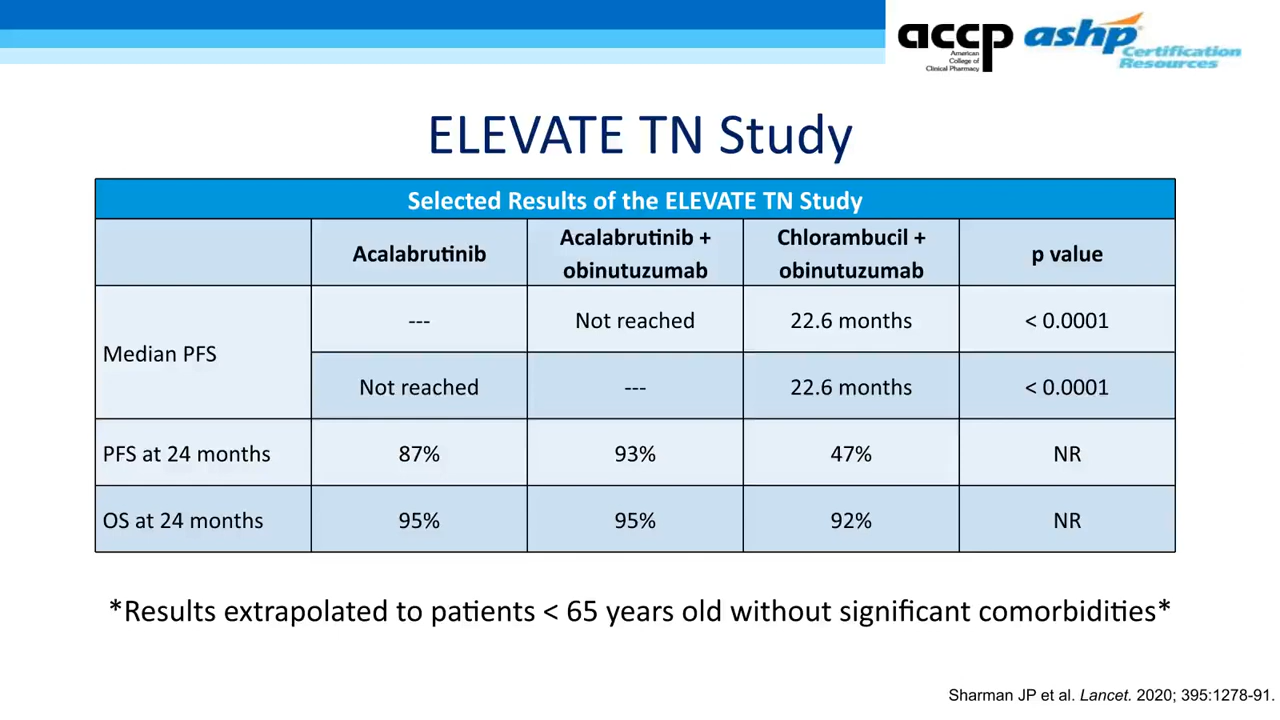 accp
American
College of
Clinical Pharmacy
ashp®
Certification
Resources
ELEVATE TN Study
Selected Results of the ELEVATE TN Study
Acalabrutinib
Acalabrutinib +
obinutuzumab
Chlorambucil +
obinutuzumab
p value
Median PFS
--- Not reached 22.6 months < 0.0001
Not reached --- 22.6 months < 0.0001
PFS at 24 months 87% 93% 47% NR
OS at 24 months 95% 95% 92% NR
*Results extrapolated to patients < 65 years old without significant comorbidities*
Sharman JP et al. Lancet. 2020; 395:1278-91.